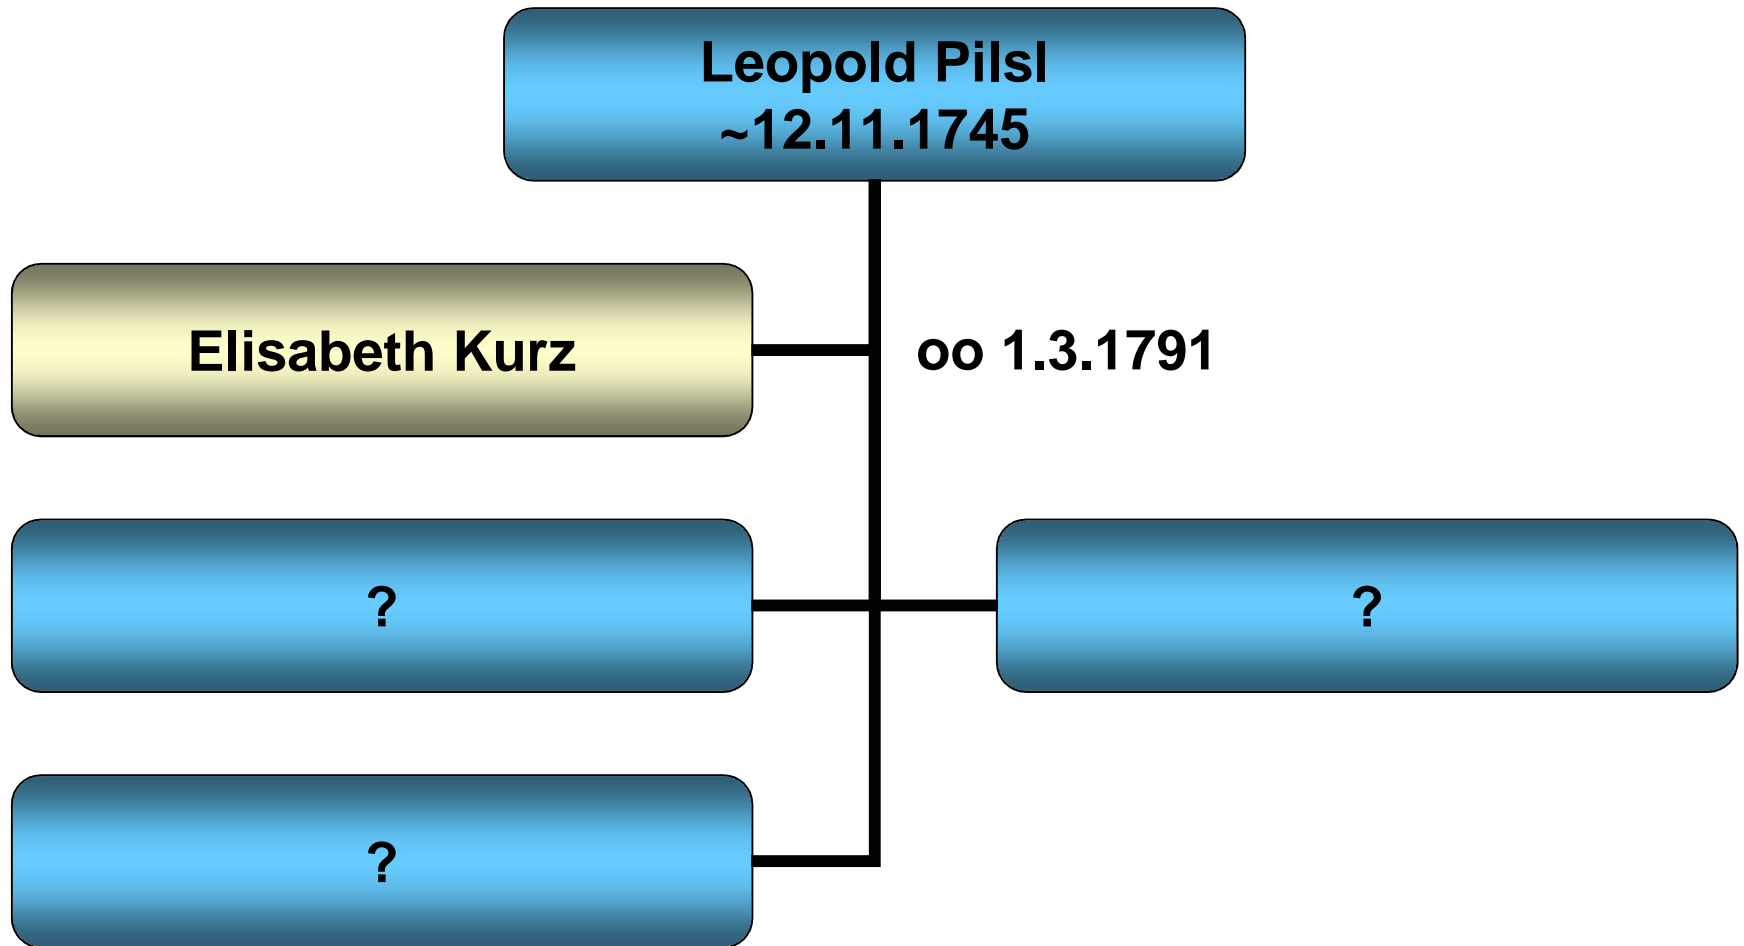 Leopold Pilsl
~12.11.1745
Elisabeth Kurz
oo 1.3.1791
?
?
?